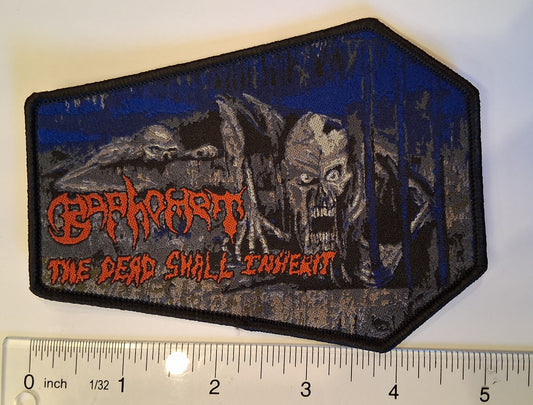 BAPHOMET
THE DEAD SHALL INHERIT
0 inch 1/32 1 2 3 4 5